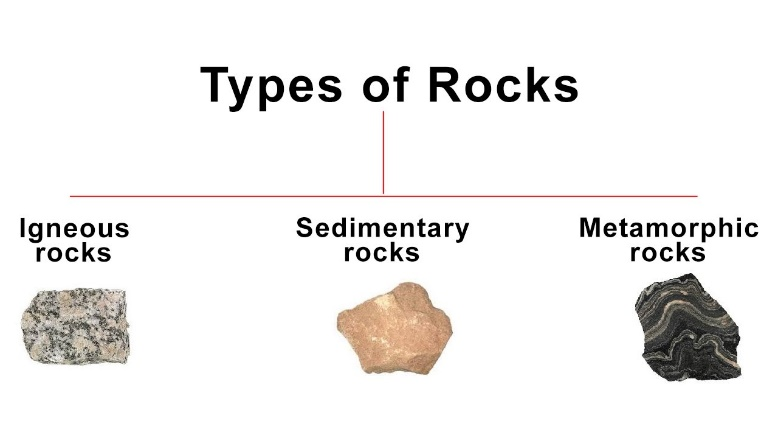 Types of Rocks
Igneous
rocks
Sedimentary
rocks
Metamorphic
rocks